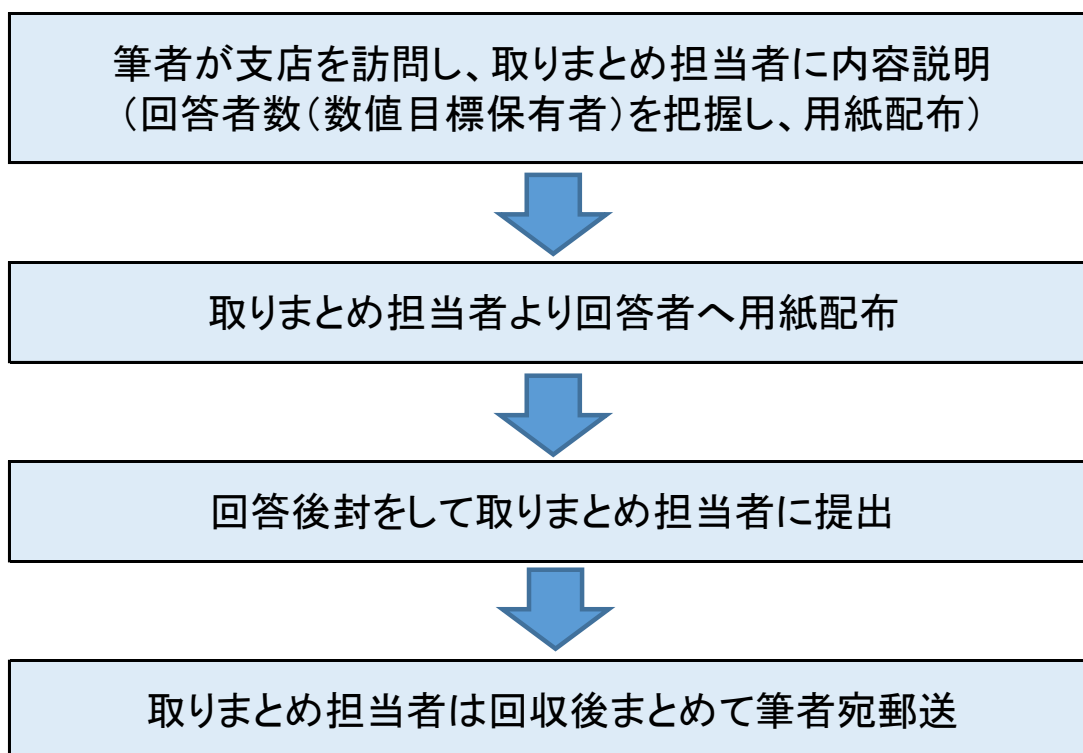 筆者が支店を訪問し、取りまとめ担当者に内容説明
（回答者数（数値目標保有者）を把握し、用紙配布）
取りまとめ担当者より回答者へ用紙配布
回答後封をして取りまとめ担当者に提出
取りまとめ担当者は回収後まとめて筆者宛郵送